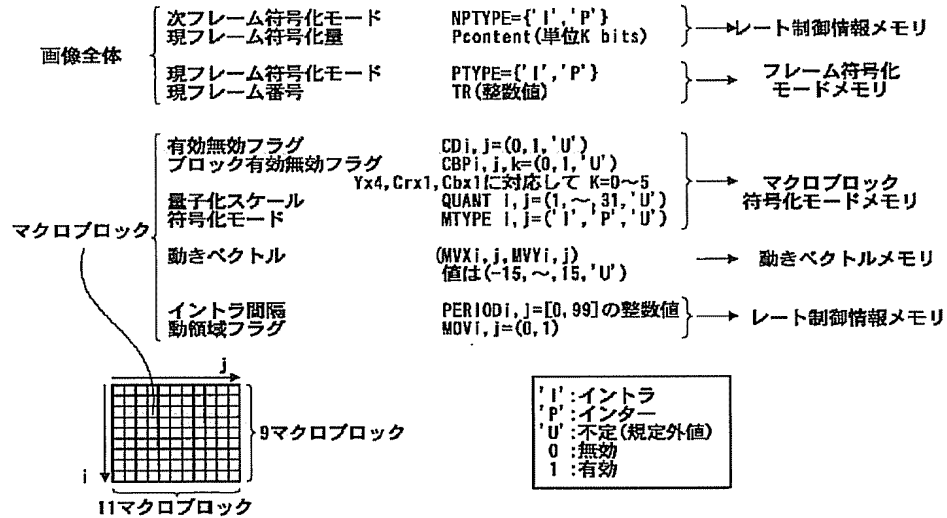 画像全体
次フレーム符号化モード NPTYPE={'I','P'}
現フレーム符号化量 Pcontent(単位K bits)
レート制御情報メモリ
現フレーム符号化モード PTYPE={'I','P'}
現フレーム番号 TR(整数値)
フレーム符号化
モードメモリ
マクロブロック
有効無効フラグ CDi,j=(0,1,'U')
ブロック有効無効フラグ CBPi,j,k=(0,1,'U')
Yx4,Crx1,Cbx1に対応して K=0〜5
量子化スケール QUANT i,j=(1,〜,31,'U')
符号化モード MTYPE i,j=('I','P','U')
マクロブロック
符号化モードメモリ
動きベクトル (MVXi,j,MVYi,j)
値は(-15,〜,15,'U')
動きベクトルメモリ
イントラ間隔 PERIODi,j=[0,99]の整数値
動領域フラグ MOVi,j=(0,1)
レート制御情報メモリ
j
i
9マクロブロック
11マクロブロック
'I':イントラ
'P':インター
'U':不定(規定外値)
0:無効
1:有効